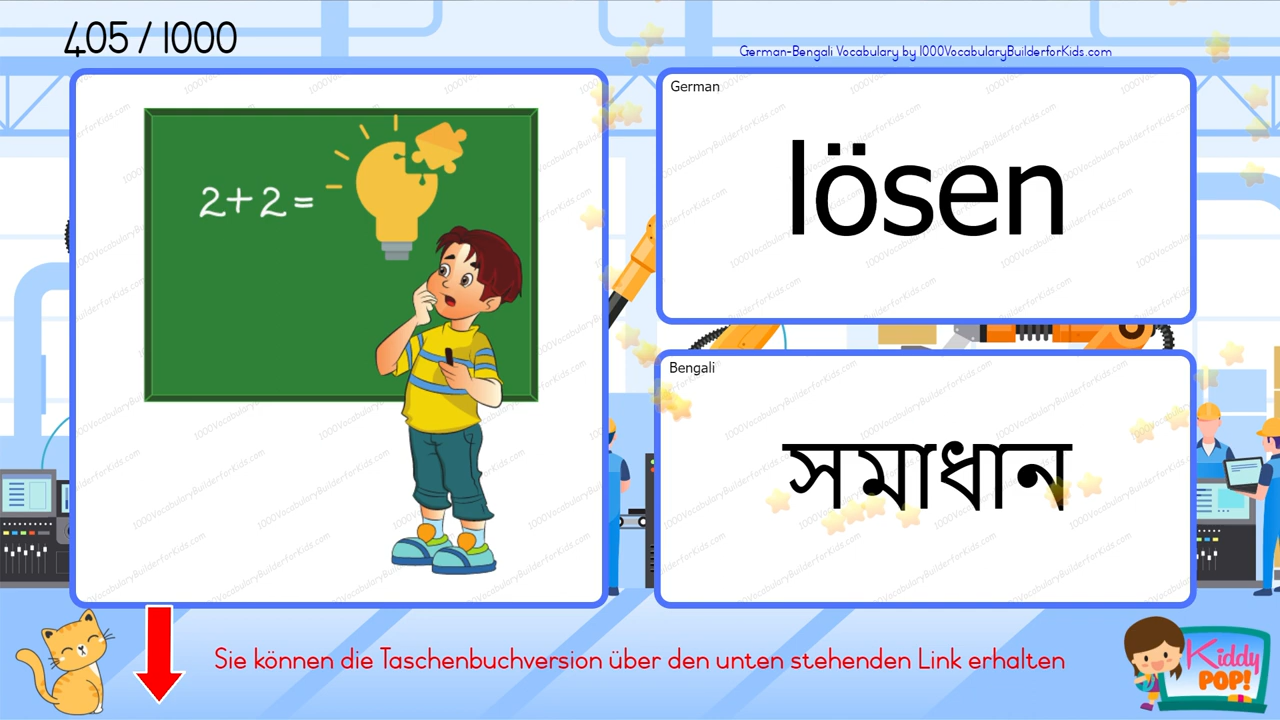 405 / 1000
German-Bengali Vocabulary by 1000VocabularyBuilderforKids.com
2+2=
German
lösen
Bengali
সমাধান
Sie können die Taschenbuchversion über den unten stehenden Link erhalten
Kiddy
POP!